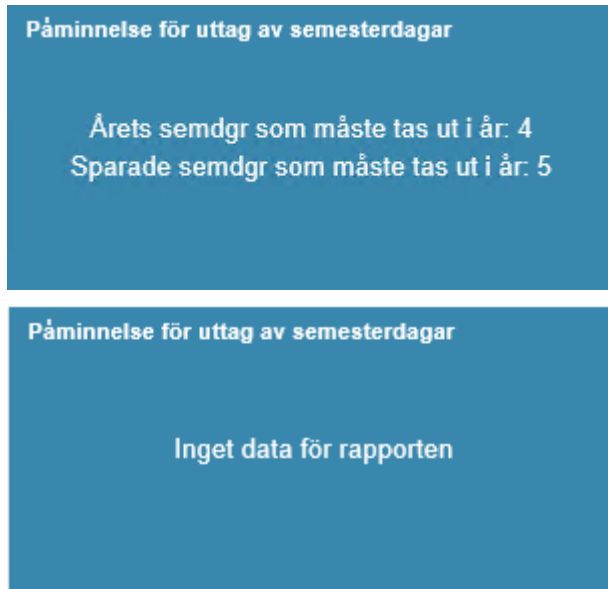 Påminnelse för uttag av semesterdagar
Årets semdgr som måste tas ut i år: 4
Sparade semdgr som måste tas ut i år: 5
Påminnelse för uttag av semesterdagar
Inget data för rapporten